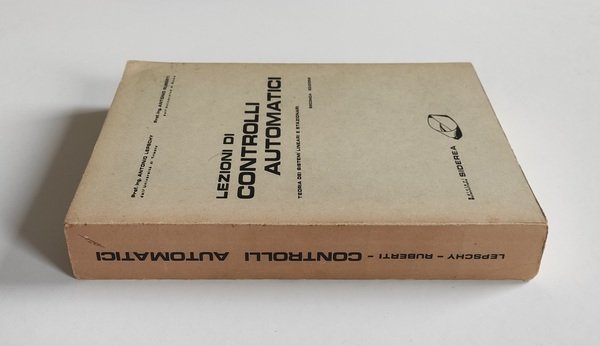 Prof. Ing. ANTONIO LEPSCHY
Prof. Ing. ANTONIO RUBERTI
LEZIONI DI
CONTROLLI
AUTOMATICI
TEORIA DEI SISTEMI LINEARI E STAZIONARI
SECONDA EDIZIONE
SIDEREA
LEPSCHY - RUBERTI - CONTROLLI AUTOMATICI